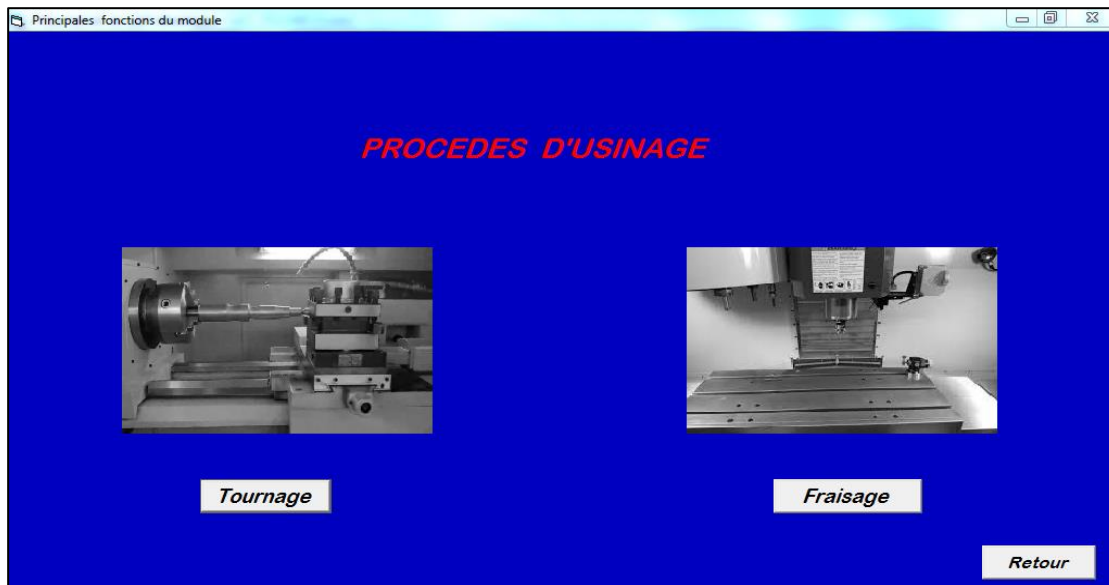 Principales fonctions du module
PROCEDES D'USINAGE
Tournage
Fraisage
Retour